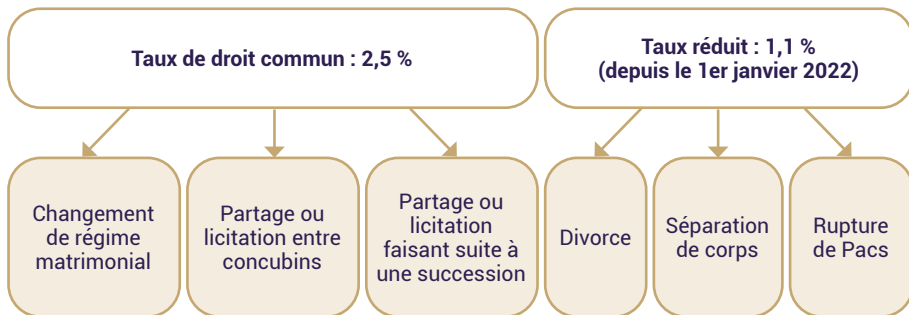 Taux de droit commun : 2,5 %
Taux réduit : 1,1 %
(depuis le 1er janvier 2022)
Changement
de régime
matrimonial
Partage ou
licitation entre
concubins
Partage ou
licitation
faisant suite à
une succession
Divorce
Séparation
de corps
Rupture
de Pacs